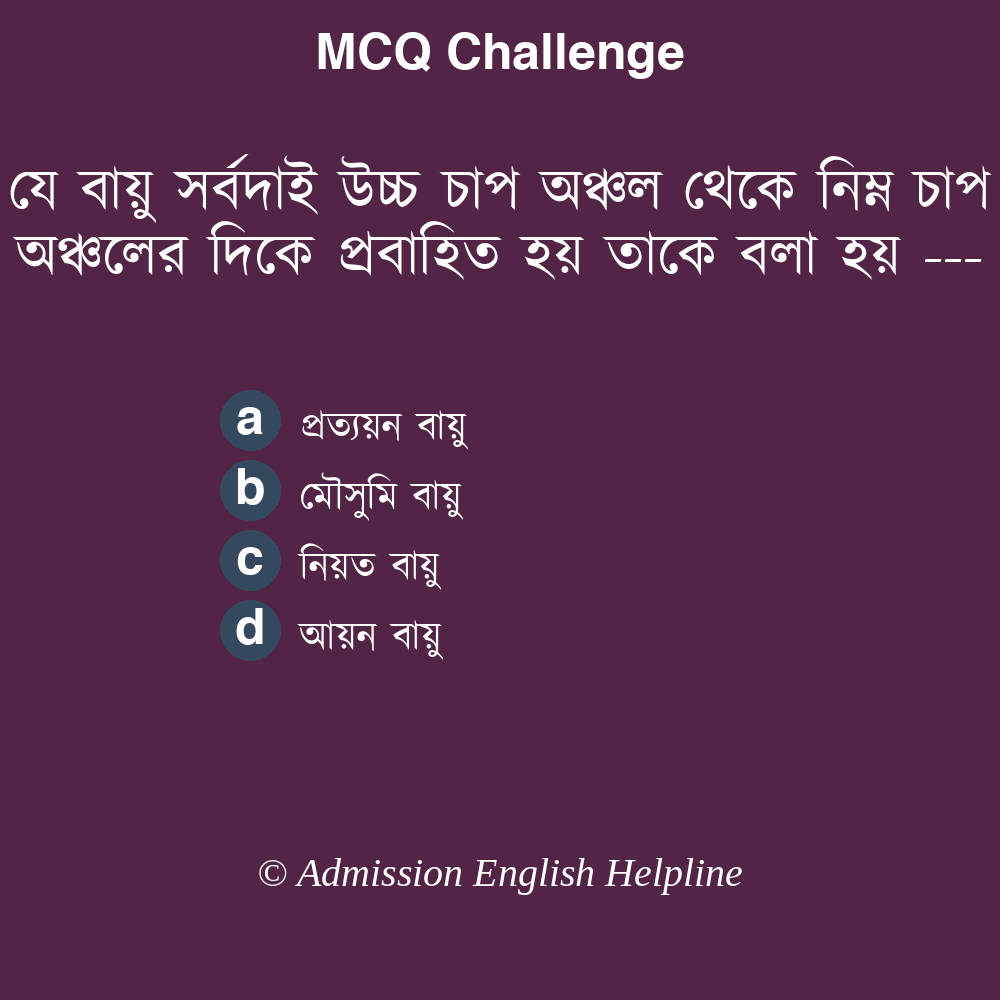 MCQ Challenge
যে বায়ু সর্বদাই উচ্চ চাপ অঞ্চল থেকে নিম্ন চাপ
অঞ্চলের দিকে প্রবাহিত হয় তাকে বলা হয় ---
a প্রত্যয়ন বায়ু
b মৌসুমি বায়ু
c নিয়ত বায়ু
d আয়ন বায়ু
© Admission English Helpline